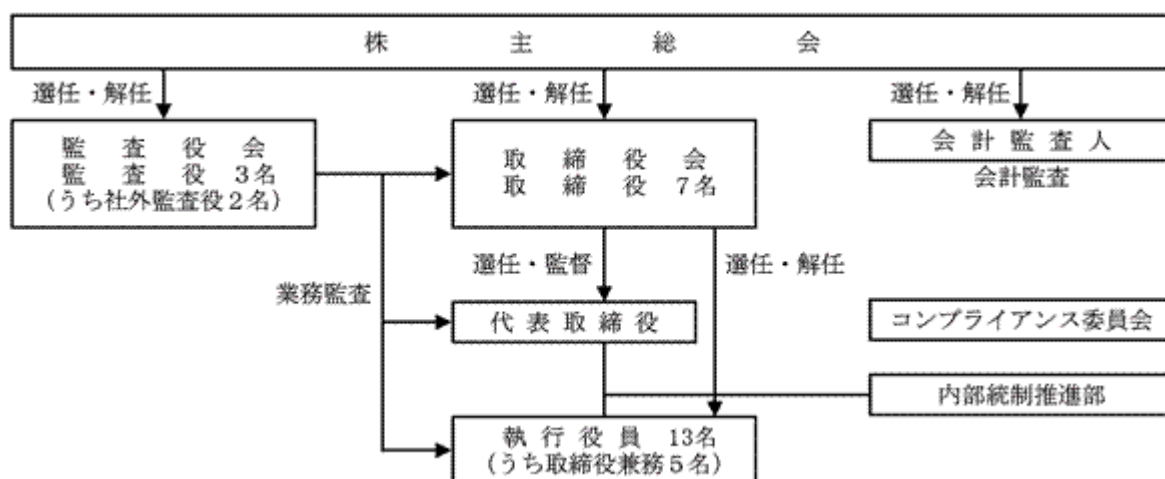 株主総会
選任・解任
選任・解任
選任・解任
監査役会
監査役 3名
(うち社外監査役2名)
取締役会
取締役 7名
会計監査人
会計監査
選任・監督
選任・解任
業務監査
代表取締役
コンプライアンス委員会
内部統制推進部
執行役員 13名
(うち取締役兼務5名)